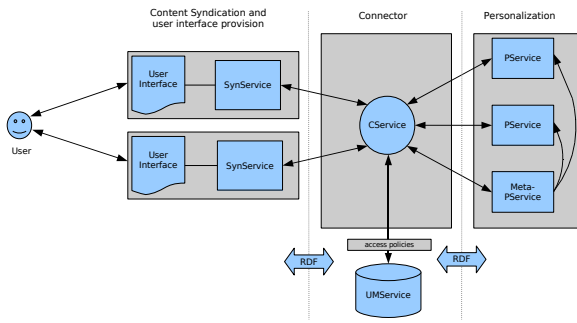 Content Syndication and
user interface provision
Connector
Personalization
User
Interface
SynService
PService
User
CService
PService
User
Interface
SynService
Meta-
PService
access policies
RDF
RDF
UMService